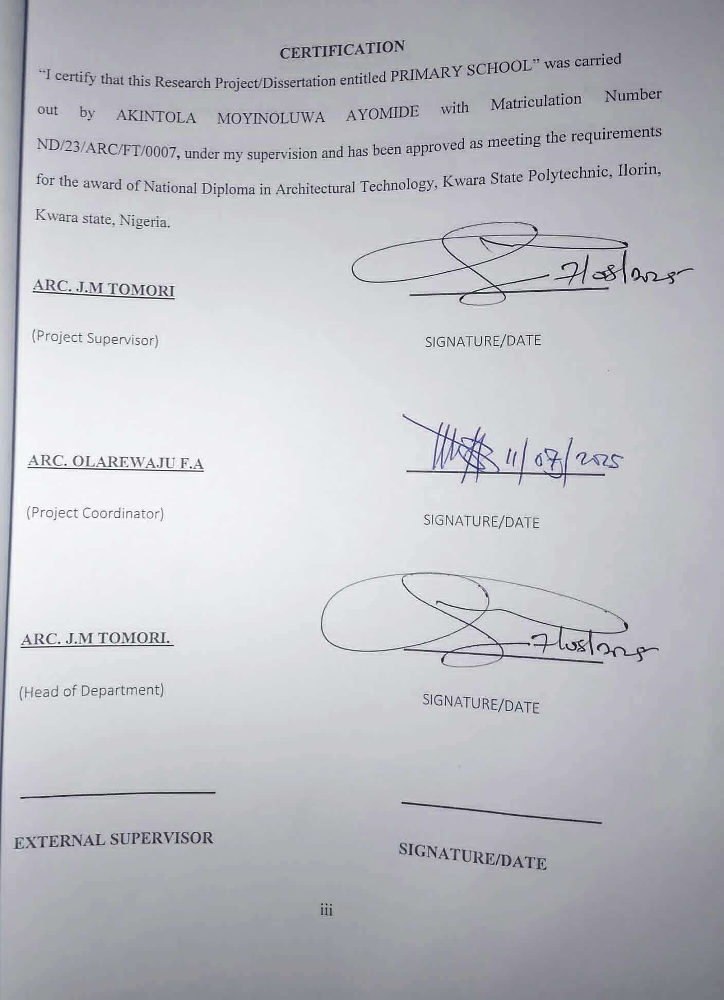 CERTIFICATION
“I certify that this Research Project/Dissertation entitled PRIMARY SCHOOL” was carried
out by AKINTOLA MOYINOLUWA AYOMIDE with Matriculation Number
ND/23/ARC/FT/0007, under my supervision and has been approved as meeting the requirements
for the award of National Diploma in Architectural Technology, Kwara State Polytechnic, Ilorin,
Kwara state, Nigeria.
7/08/2025
ARC. J.M TOMORI
(Project Supervisor) SIGNATURE/DATE
ARC. OLAREWAJU F.A 11/07/2025
(Project Coordinator) SIGNATURE/DATE
ARC. J.M TOMORI. 7/08/2025
(Head of Department) SIGNATURE/DATE
EXTERNAL SUPERVISOR SIGNATURE/DATE
iii